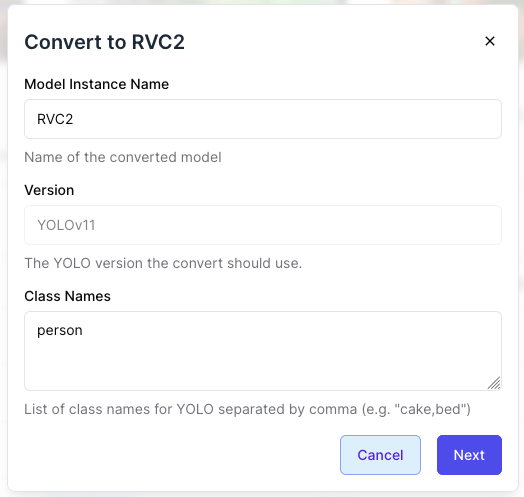 Convert to RVC2
Model Instance Name
RVC2
Name of the converted model
Version
YOLOv11
The YOLO version the convert should use.
Class Names
person
List of class names for YOLO separated by comma (e.g. "cake,bed")
Cancel
Next